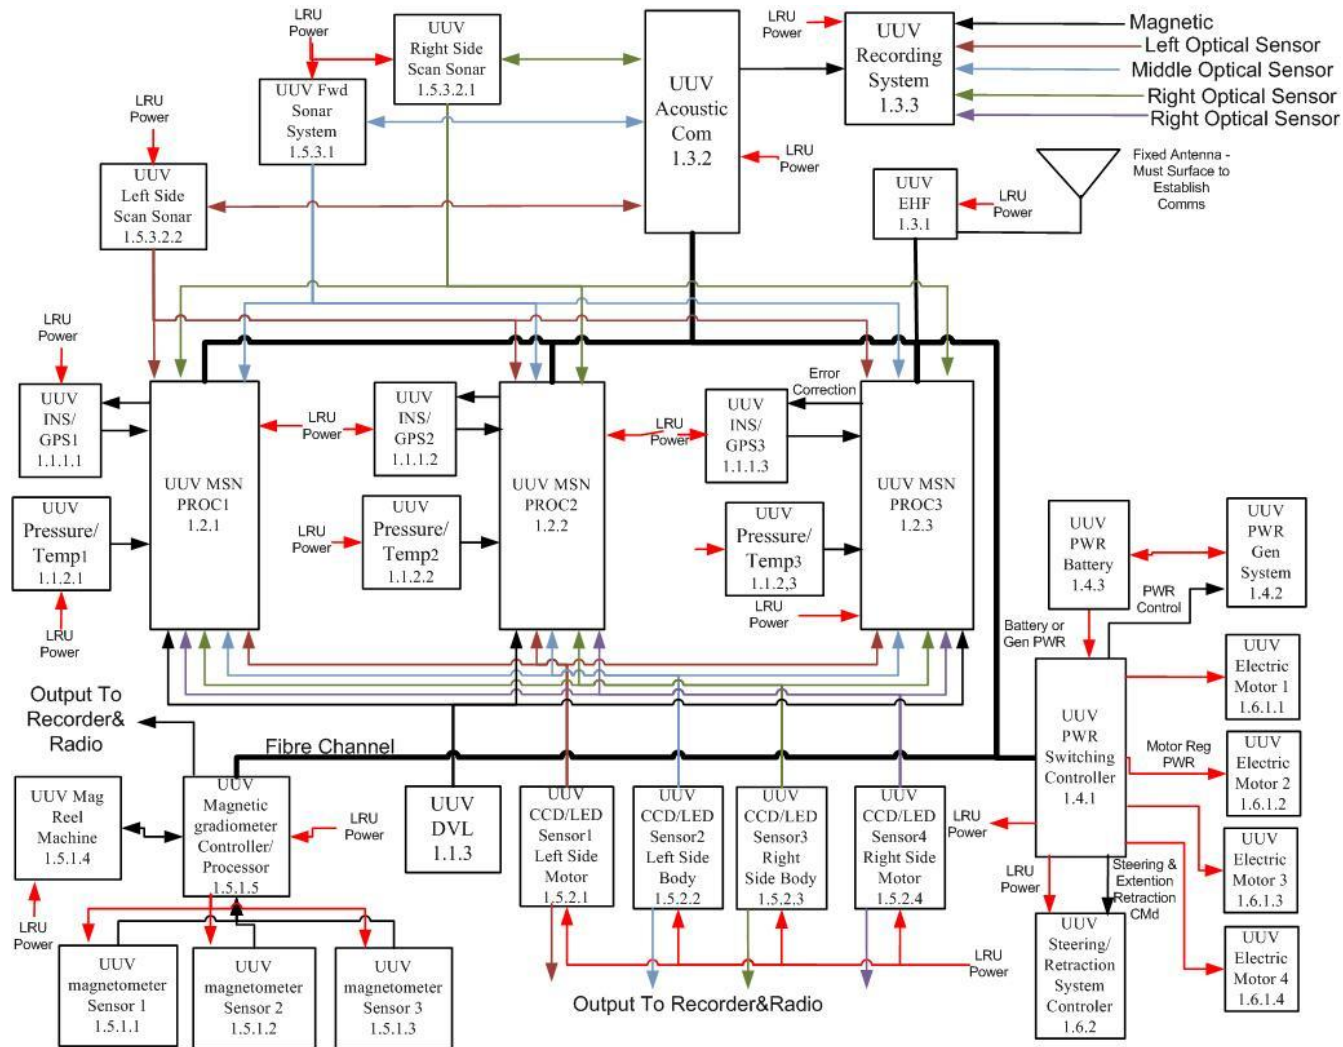 LRU
Power
UUV
Right Side
Scan Sonar
1.5.3.2.1
UUV Fwd
Sonar
System
1.5.3.1
LRU
Power
UUV
Left Side
Scan Sonar
1.5.3.2.2
UUV
Acoustic
Com
1.3.2
LRU
Power
LRU
Power
UUV
Recording
System
1.3.3
Magnetic
Left Optical Sensor
Middle Optical Sensor
Right Optical Sensor
Right Optical Sensor
UUV
EHF
1.3.1
LRU
Power
Fixed Antenna -
Must Surface to
Establish
Comms
LRU
Power
UUV
INS/
GPS1
1.1.1.1
UUV MSN
PROC1
1.2.1
LRU
Power
UUV
INS/
GPS2
1.1.1.2
UUV MSN
PROC2
1.2.2
LRU
Power
UUV
INS/
GPS3
1.1.1.3
Error
Correction
UUV MSN
PROC3
1.2.3
UUV
Pressure/
Temp1
1.1.2.1
LRU
Power
LRU
Power
UUV
Pressure/
Temp2
1.1.2.2
UUV
Pressure/
Temp3
1.1.2,3
LRU
Power
UUV
PWR
Battery
1.4.3
UUV
PWR
Gen
System
1.4.2
PWR
Control
Battery or
Gen PWR
UUV
PWR
Switching
Controller
1.4.1
UUV
Electric
Motor 1
1.6.1.1
Motor Reg
PWR
UUV
Electric
Motor 2
1.6.1.2
UUV
Electric
Motor 3
1.6.1.3
UUV
Electric
Motor 4
1.6.1.4
LRU
Power
LRU
Power
Steering &
Extention
Retraction
CMd
UUV
Steering/
Retraction
System
Controler
1.6.2
Output To
Recorder&
Radio
Fibre Channel
UUV Mag
Reel
Machine
1.5.1.4
LRU
Power
UUV
Magnetic
gradiometer
Controller/
Processor
1.5.1.5
LRU
Power
UUV
DVL
1.1.3
UUV
CCD/LED
Sensor1
Left Side
Motor
1.5.2.1
UUV
CCD/LED
Sensor2
Left Side
Body
1.5.2.2
UUV
CCD/LED
Sensor3
Right
Side Body
1.5.2.3
UUV
CCD/LED
Sensor4
Right Side
Motor
1.5.2.4
LRU
Power
UUV
magnetometer
Sensor 1
1.5.1.1
UUV
magnetometer
Sensor 2
1.5.1.2
UUV
magnetometer
Sensor 3
1.5.1.3
Output To Recorder&Radio